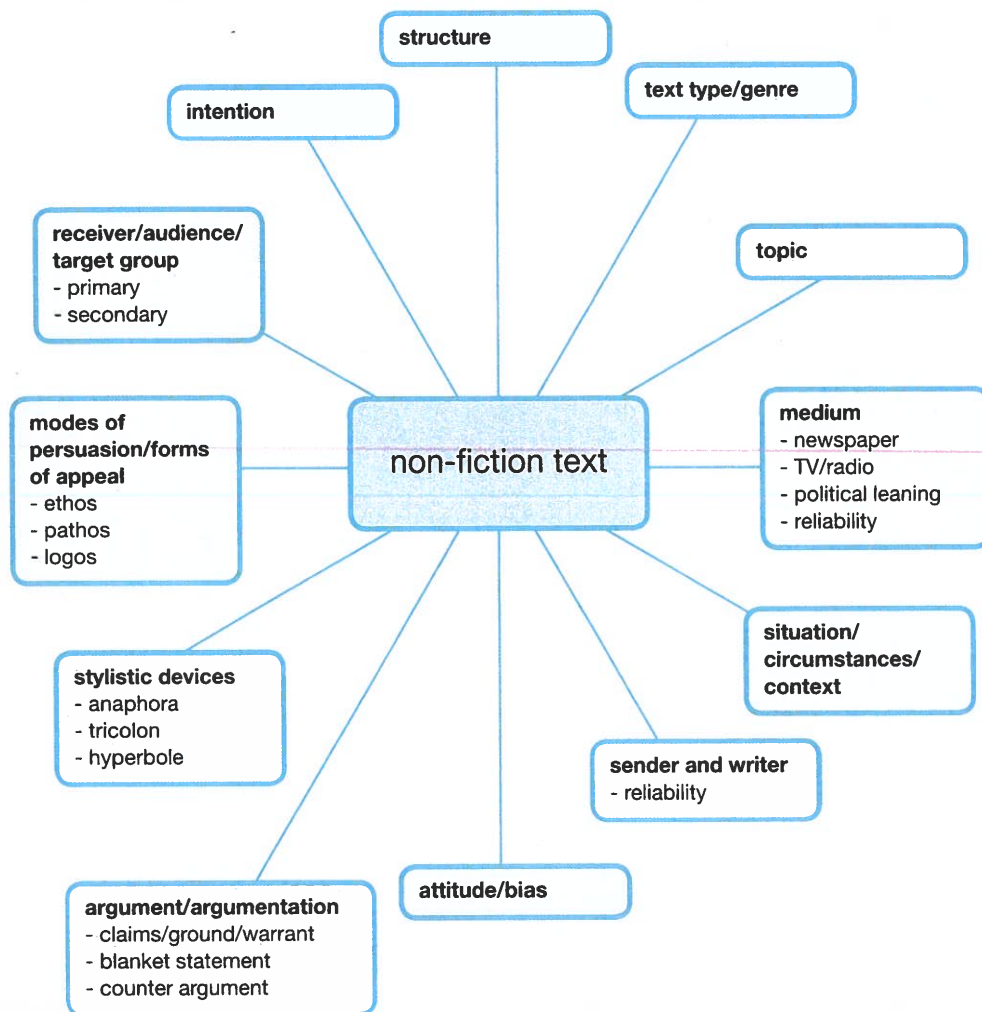 structure
text type/genre
intention
receiver/audience/
target group
- primary
- secondary
topic
modes of
persuasion/forms
of appeal
- ethos
- pathos
- logos
non-fiction text
medium
- newspaper
- TV/radio
- political leaning
- reliability
situation/
circumstances/
context
stylistic devices
- anaphora
- tricolon
- hyperbole
sender and writer
- reliability
attitude/bias
argument/argumentation
- claims/ground/warrant
- blanket statement
- counter argument